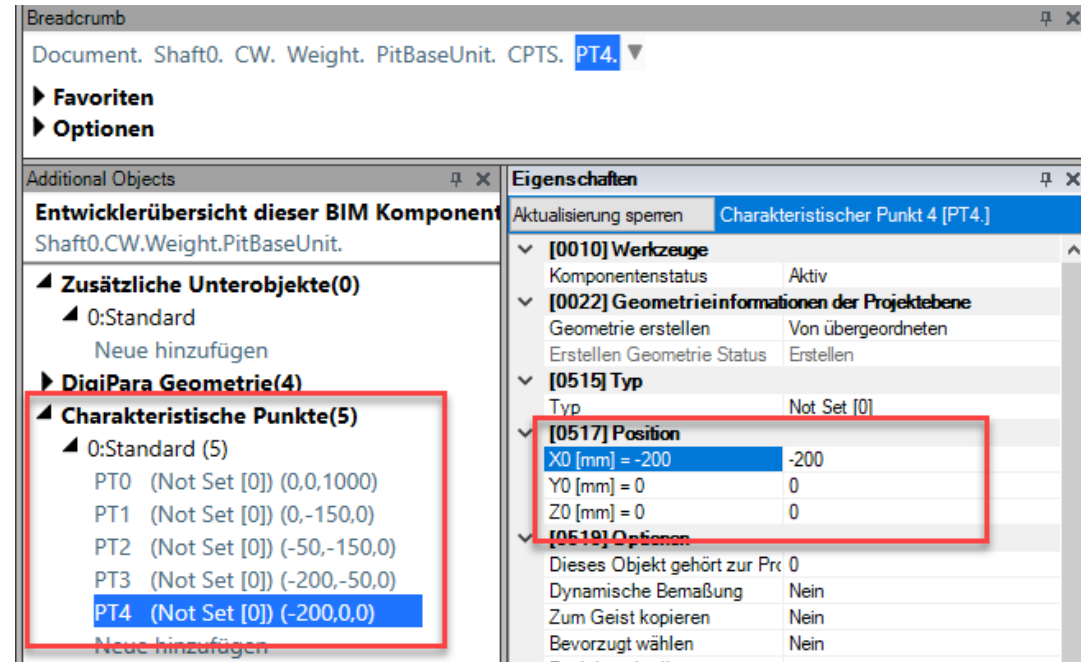 Breadcrumb
Document. Shaft0. CW. Weight. PitBaseUnit. CPTS. PT4.
Favoriten
Optionen
Additional Objects
Entwicklerübersicht dieser BIM Komponent
Shaft0.CW.Weight.PitBaseUnit.
Zusätzliche Unterobjekte(0)
0:Standard
Neue hinzufügen
DigiPara Geometrie(4)
Charakteristische Punkte(5)
0:Standard (5)
PT0 (Not Set [0]) (0,0,1000)
PT1 (Not Set [0]) (0,-150,0)
PT2 (Not Set [0]) (-50,-150,0)
PT3 (Not Set [0]) (-200,-50,0)
PT4 (Not Set [0]) (-200,0,0)
Neue hinzufügen
Eigenschaften
Aktualisierung sperren Charakteristischer Punkt 4 [PT4.]
[0010] Werkzeuge
Komponentenstatus Aktiv
[0022] Geometrieinformationen der Projektebene
Geometrie erstellen Von übergeordneten
Erstellen Geometrie Status Erstellen
[0515] Typ
Typ Not Set [0]
[0517] Position
X0 [mm] = -200 -200
Y0 [mm] = 0 0
Z0 [mm] = 0 0
[0519] Optionen
Dieses Objekt gehört zur Pro 0
Dynamische Bemaßung Nein
Zum Geist kopieren Nein
Bevorzugt wählen Nein